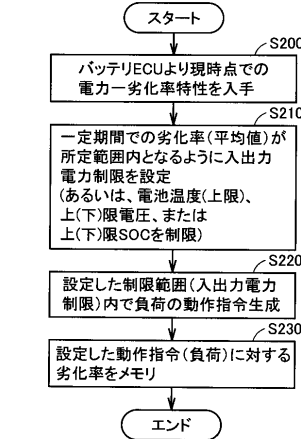 スタート
S200
バッテリECUより現時点での
電力ー劣化率特性を入手
S210
一定期間での劣化率(平均値)が
所定範囲内となるように入出力
電力制限を設定
(あるいは、電池温度(上限)、
上(下)限電圧、または
上(下)限SOCを制限)
S220
設定した制限範囲(入出力電力
制限)内で負荷の動作指令生成
S230
設定した動作指令(負荷)に対する
劣化率をメモリ
エンド